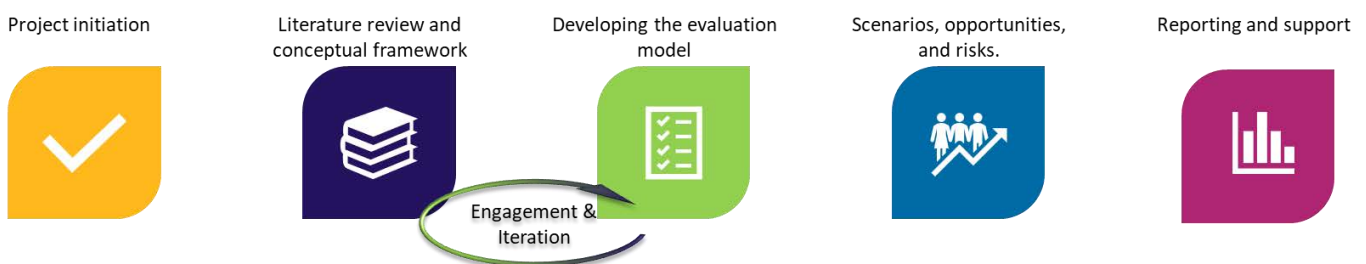 Project initiation
Literature review and
conceptual framework
Developing the evaluation
model
Scenarios, opportunities,
and risks.
Reporting and support
Engagement &
Iteration